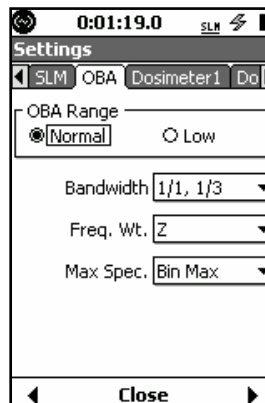 0:01:19.0 SLM
Settings
SLM OBA Dosimeter1 Do
OBA Range
Normal Low
Bandwidth 1/1, 1/3
Freq. Wt. Z
Max Spec. Bin Max
Close